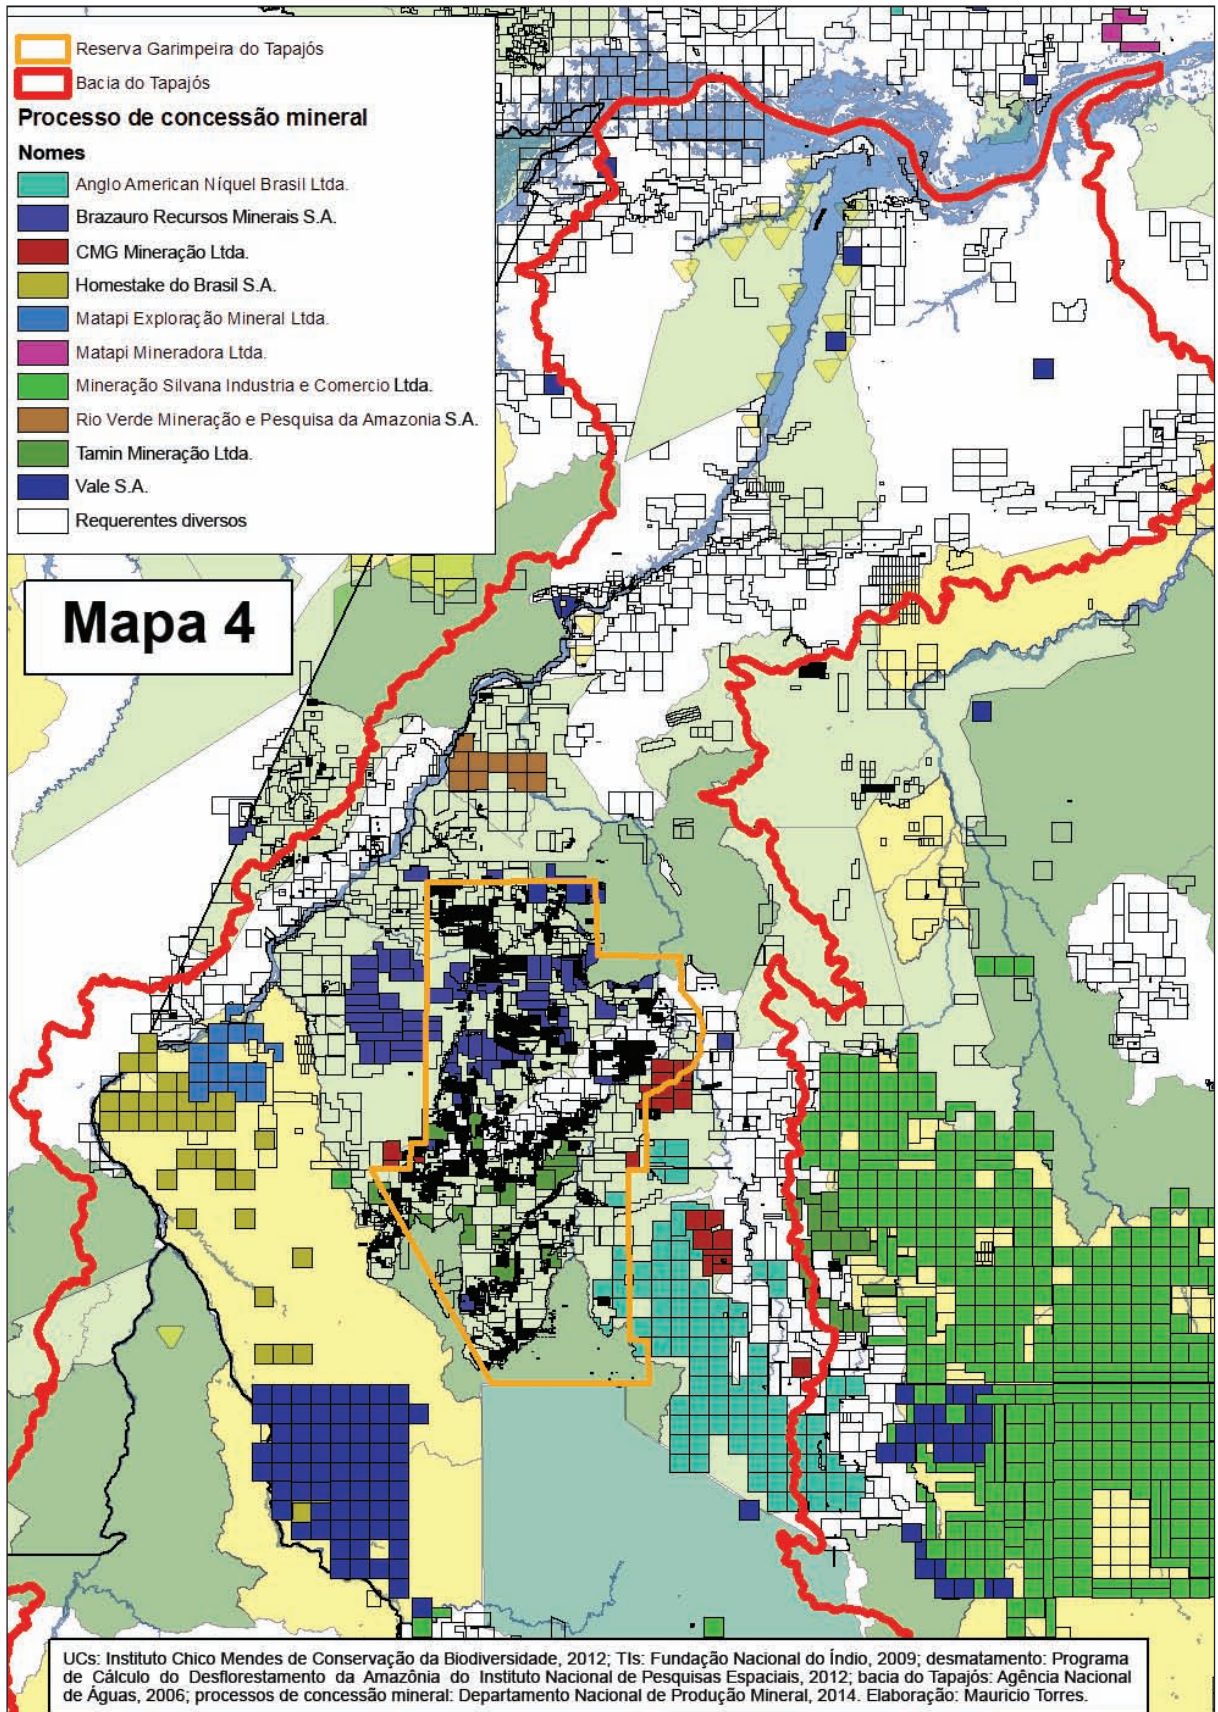 Reserva Garimpeira do Tapajós
Bacia do Tapajós
Processo de concessão mineral
Nomes
Anglo American Níquel Brasil Ltda.
Brazauro Recursos Minerais S.A.
CMG Mineração Ltda.
Homestake do Brasil S.A.
Matapi Exploração Mineral Ltda.
Matapi Mineradora Ltda.
Mineração Silvana Industria e Comercio Ltda.
Rio Verde Mineração e Pesquisa da Amazonia S.A.
Tamin Mineração Ltda.
Vale S.A.
Requerentes diversos
Mapa 4
UCs: Instituto Chico Mendes de Conservação da Biodiversidade, 2012; TIs: Fundação Nacional do Índio, 2009; desmatamento: Programa
de Cálculo do Desflorestamento da Amazônia do Instituto Nacional de Pesquisas Espaciais, 2012; bacia do Tapajós: Agência Nacional
de Águas, 2006; processos de concessão mineral: Departamento Nacional de Produção Mineral, 2014. Elaboração: Mauricio Torres.